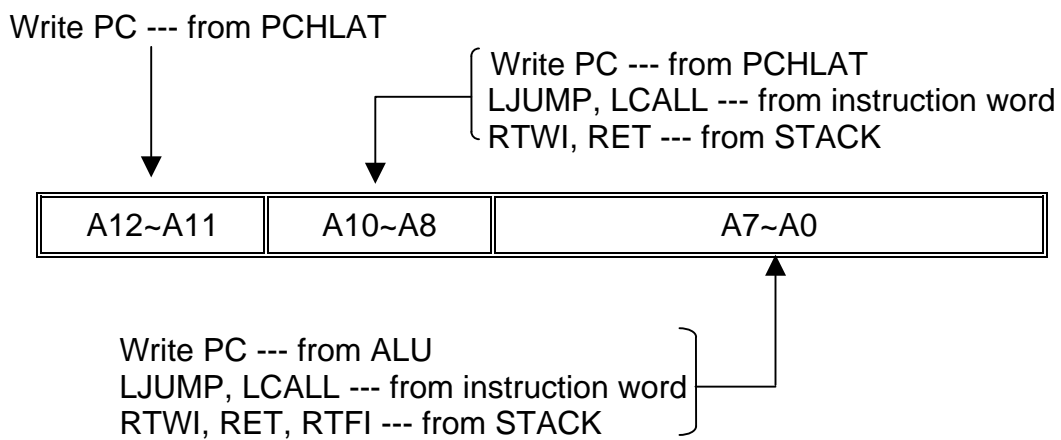 Write PC --- from PCHLAT
Write PC --- from PCHLAT
LJUMP, LCALL --- from instruction word
RTWI, RET --- from STACK
A12~A11 A10~A8 A7~A0
Write PC --- from ALU
LJUMP, LCALL --- from instruction word
RTWI, RET, RTFI --- from STACK